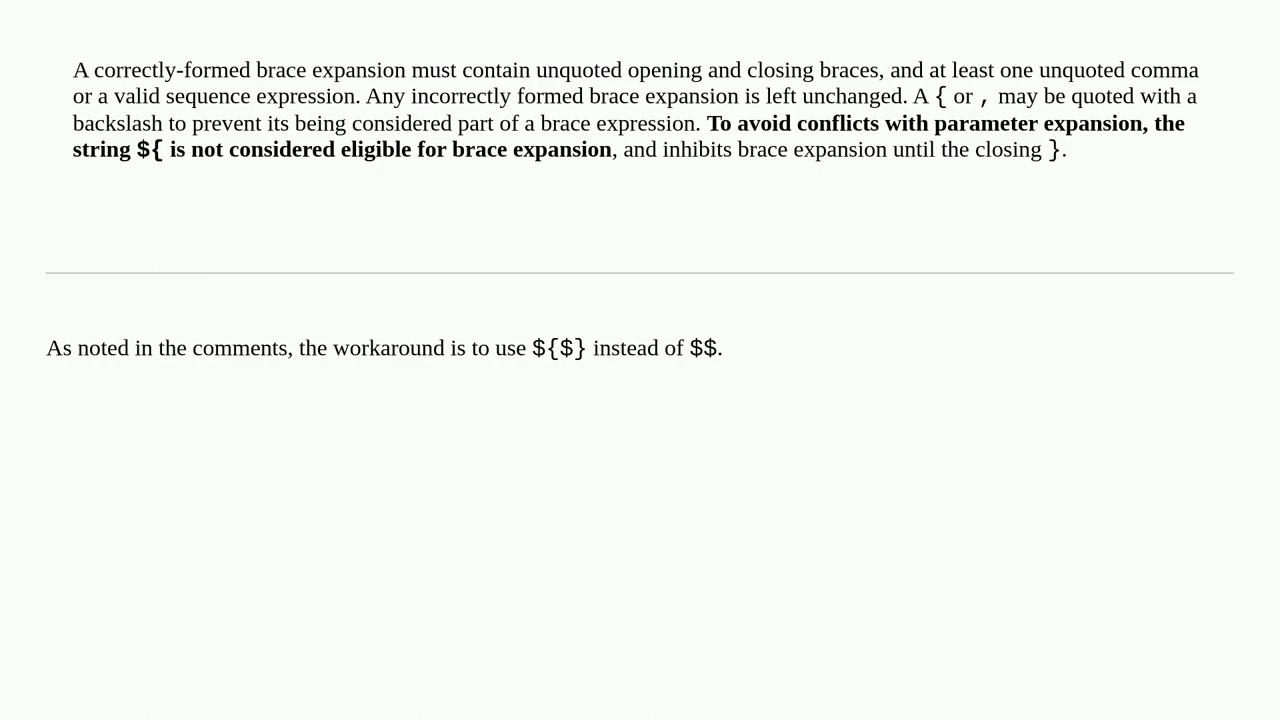 A correctly-formed brace expansion must contain unquoted opening and closing braces, and at least one unquoted comma
or a valid sequence expression. Any incorrectly formed brace expansion is left unchanged. A { or , may be quoted with a
backslash to prevent its being considered part of a brace expression. To avoid conflicts with parameter expansion, the
string ${ is not considered eligible for brace expansion, and inhibits brace expansion until the closing }.
As noted in the comments, the workaround is to use ${$} instead of $$.